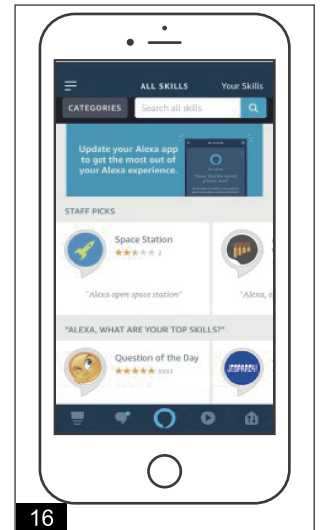 ALL SKILLS Your Skills
CATEGORIES Search all skills
Update your Alexa app
to get the most out of
your Alexa experience.
STAFF PICKS
Space Station
2
"Alexa open space station"
"Alexa, o
"ALEXA, WHAT ARE YOUR TOP SKILLS?"
Question of the Day
JEOPARDY!
16